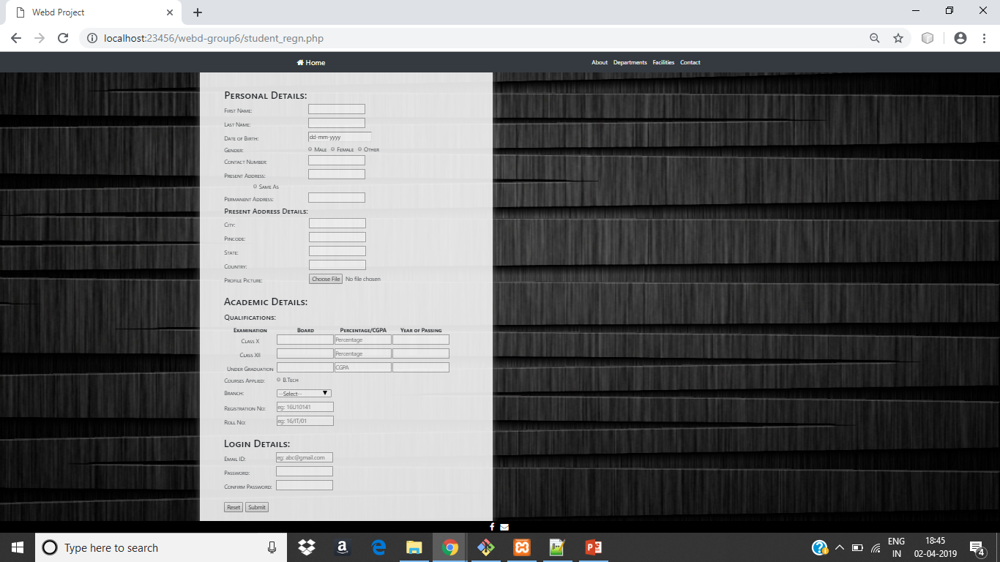 Webd Project
localhost:23456/webd-group6/student_regn.php
Home About Departments Facilities Contact
Personal Details:
First Name:
Last Name:
Date of Birth: dd-mm-yyyy
Gender: Male Female Other
Contact Number:
Present Address:
Same As
Permanent Address:
Present Address Details:
City:
Pincode:
State:
Country:
Profile Picture: Choose File No file chosen
Academic Details:
Qualifications:
Examination Board Percentage/CGPA Year of Passing
Class X Percentage
Class XII Percentage
Under Graduation CGPA
Courses Applied: B.Tech
Branch: --Select--
Registration No: eg: 16U10141
Roll No: eg: 16/IT/01
Login Details:
Email ID: eg: abc@gmail.com
Password:
Confirm Password:
Reset Submit
Type here to search
ENG 18:45
IN 02-04-2019 4